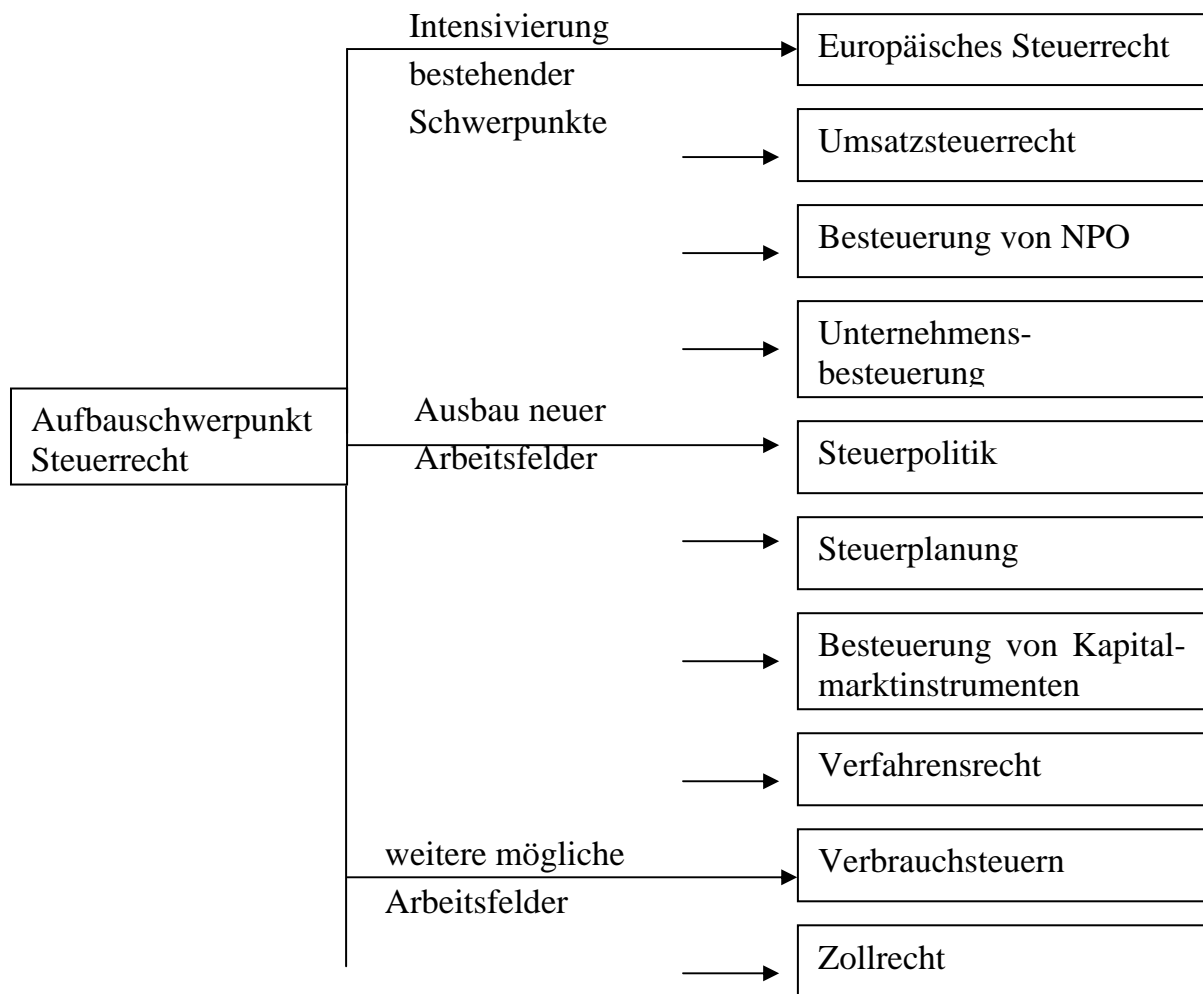 Intensivierung
bestehender
Schwerpunkte
Europäisches Steuerrecht
Umsatzsteuerrecht
Besteuerung von NPO
Unternehmens-
besteuerung
Aufbauschwerpunkt
Steuerrecht
Ausbau neuer
Arbeitsfelder
Steuerpolitik
Steuerplanung
Besteuerung von Kapital-
marktinstrumenten
Verfahrensrecht
weitere mögliche
Arbeitsfelder
Verbrauchsteuern
Zollrecht